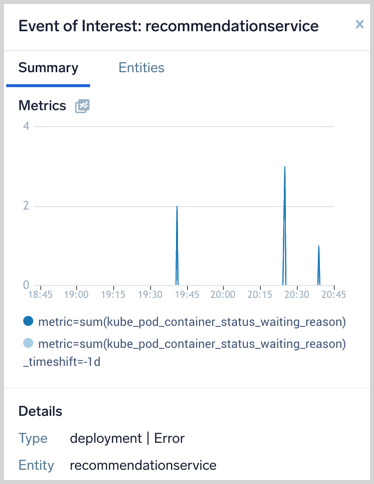 Event of Interest: recommendationservice ×
Summary Entities
Metrics
4
2
0
18:45 19:00 19:15 19:30 19:45 20:00 20:15 20:30 20:45
metric=sum(kube_pod_container_status_waiting_reason)
metric=sum(kube_pod_container_status_waiting_reason)
_timeshift=-1d
Details
Type deployment | Error
Entity recommendationservice